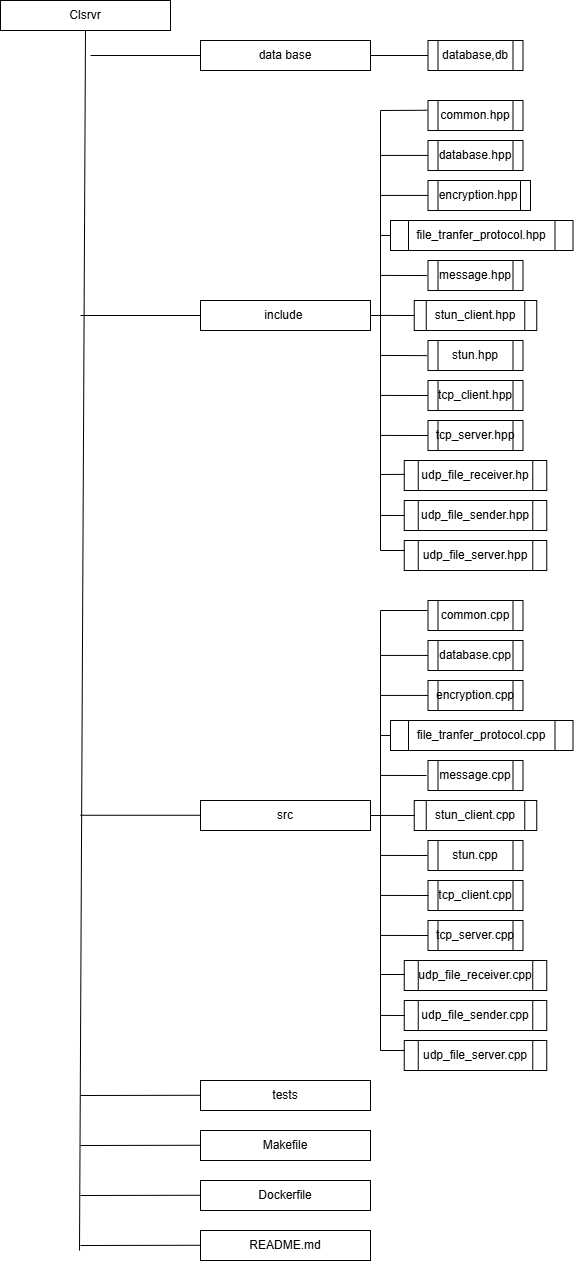 Clsrvr
data base
database,db
common.hpp
database.hpp
encryption.hpp
file_tranfer_protocol.hpp
message.hpp
include
stun_client.hpp
stun.hpp
tcp_client.hpp
tcp_server.hpp
udp_file_receiver.hp
udp_file_sender.hpp
udp_file_server.hpp
common.cpp
database.cpp
encryption.cpp
file_tranfer_protocol.cpp
message.cpp
src
stun_client.cpp
stun.cpp
tcp_client.cpp
tcp_server.cpp
udp_file_receiver.cpp
udp_file_sender.cpp
udp_file_server.cpp
tests
Makefile
Dockerfile
README.md